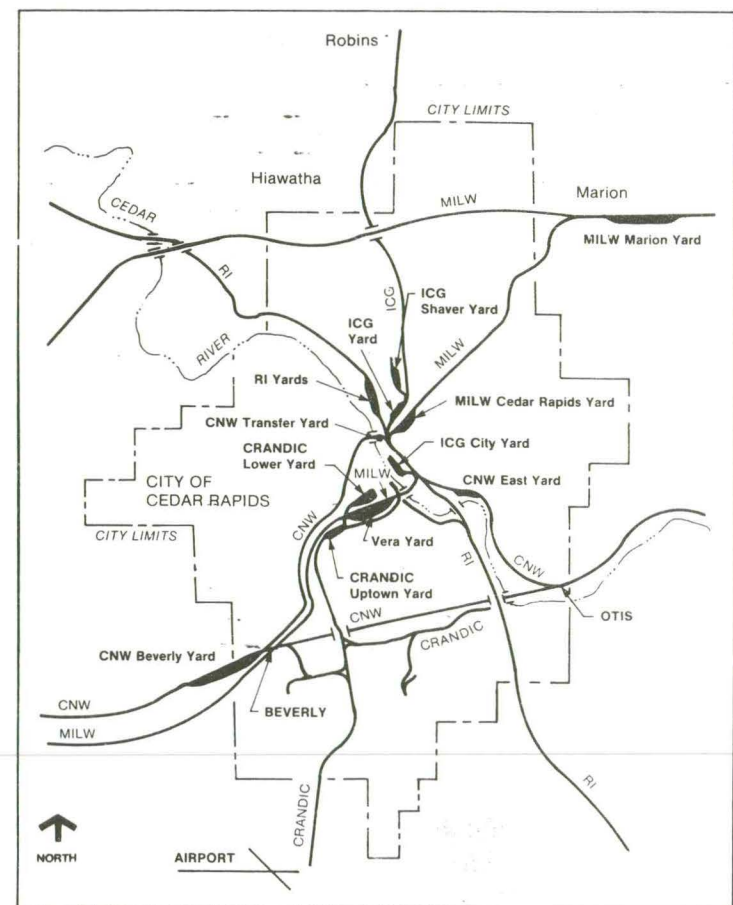 Robins
CITY LIMITS
Hiawatha
Marion
CEDAR
MILW
MILW Marion Yard
RI
ICG
ICG
Shaver Yard
RIVER
ICG
Yard
MILW
RI Yards
MILW Cedar Rapids Yard
CNW Transfer Yard
ICG City Yard
CRANDIC
Lower Yard
MILW
CNW East Yard
CITY OF
CEDAR RAPIDS
CNW
CITY LIMITS
Vera Yard
RI
CNW
CRANDIC
Uptown Yard
CNW
OTIS
CRANDIC
CNW Beverly Yard
CNW
BEVERLY
MILW
CRANDIC
RI
NORTH
AIRPORT